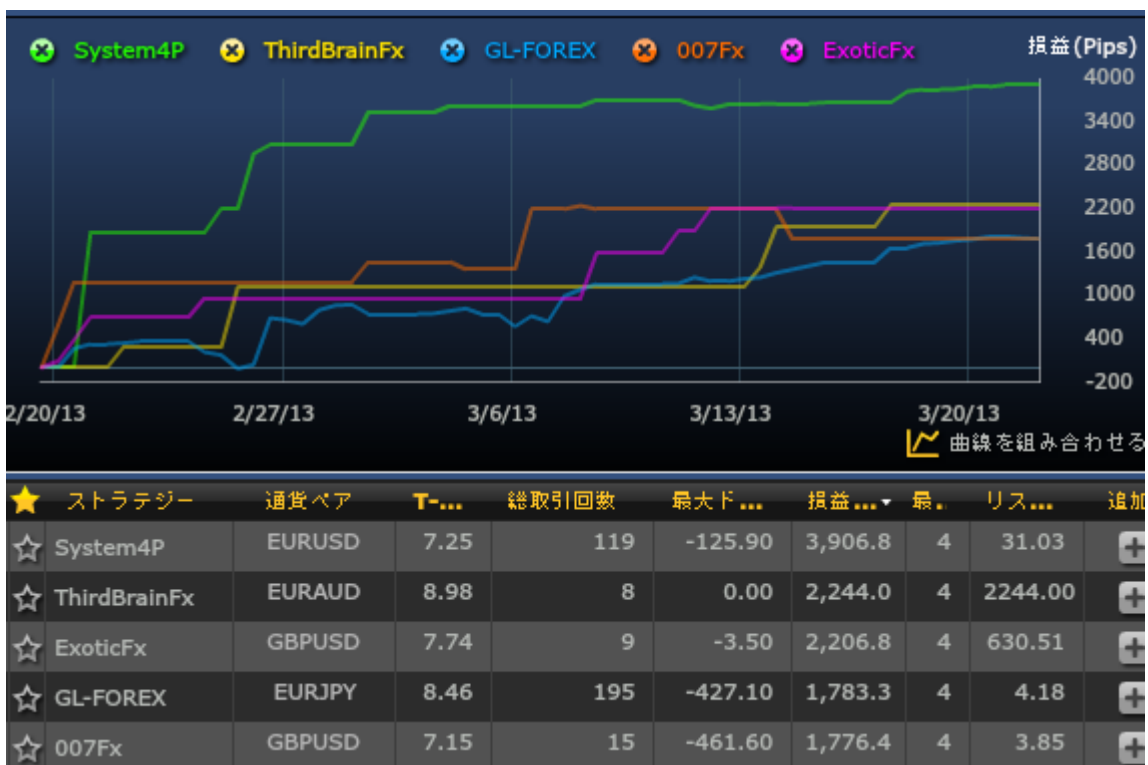 System4P ThirdBrainFx GL-FOREX 007Fx ExoticFx 損益(Pips)
4000
3400
2800
2200
1600
1000
400
-200
2/20/13 2/27/13 3/6/13 3/13/13 3/20/13
曲線を組み合わせる
ストラテジー 通貨ペア T-... 総取引回数 最大ド... 損益... 最.. リス... 追加
System4P EURUSD 7.25 119 -125.90 3,906.8 4 31.03
ThirdBrainFx EURAUD 8.98 8 0.00 2,244.0 4 2244.00
ExoticFx GBPUSD 7.74 9 -3.50 2,206.8 4 630.51
GL-FOREX EURJPY 8.46 195 -427.10 1,783.3 4 4.18
007Fx GBPUSD 7.15 15 -461.60 1,776.4 4 3.85